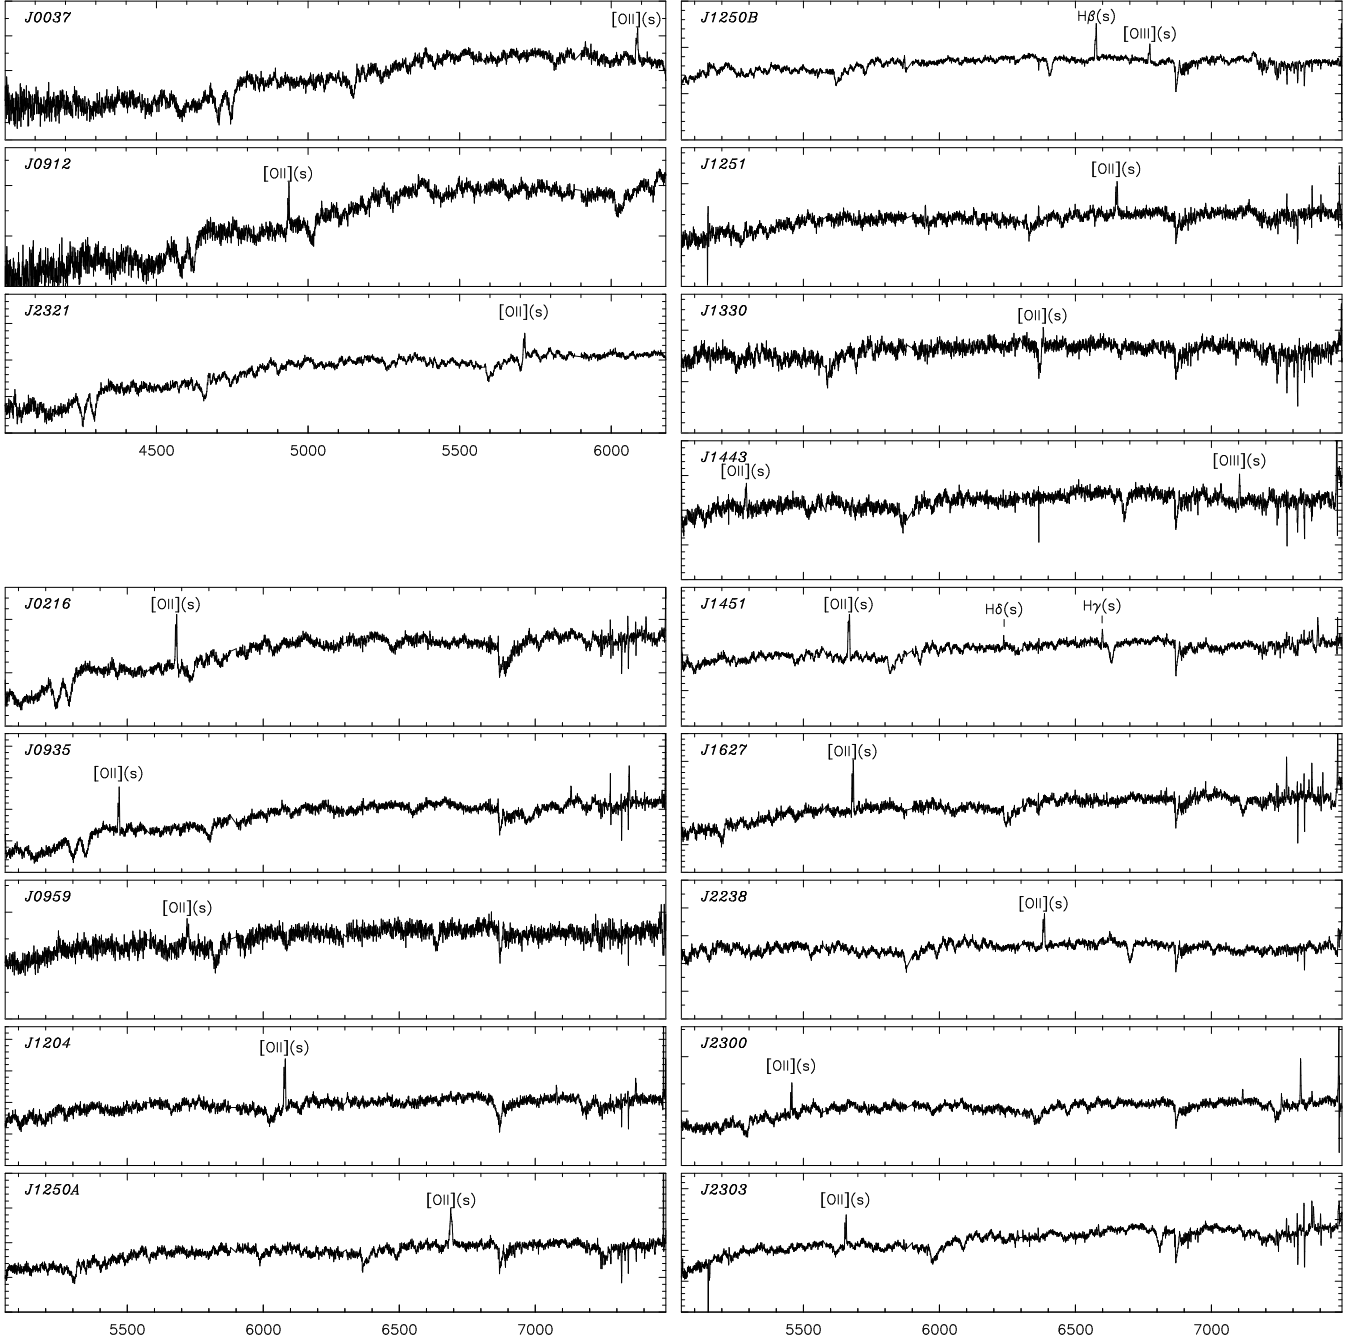 J0037
[OII](s)
J0912
[OII](s)
J2321
[OII](s)
4500 5000 5500 6000
J0216
[OII](s)
J0935
[OII](s)
J0959
[OII](s)
J1204
[OII](s)
J1250A
[OII](s)
5500 6000 6500 7000
J1250B
Hβ(s)
[OIII](s)
J1251
[OII](s)
J1330
[OII](s)
J1443
[OII](s)
[OIII](s)
J1451
[OII](s)
Hδ(s)
Hγ(s)
J1627
[OII](s)
J2238
[OII](s)
J2300
[OII](s)
J2303
[OII](s)
5500 6000 6500 7000